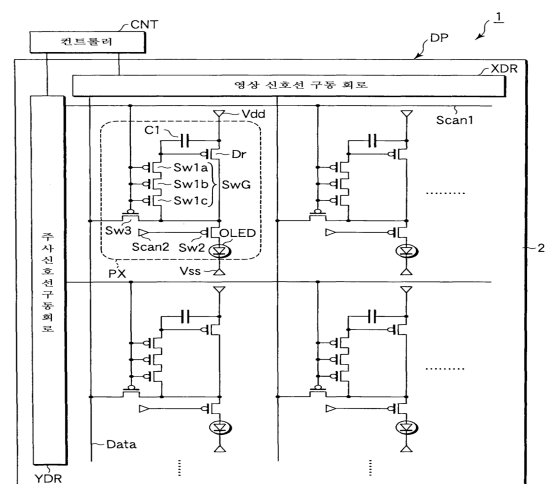 1
CNT
컨트롤러
DP
XDR
영상 신호선 구동 회로
Vdd
Scan1
C1
Dr
Sw1a
Sw1b
Sw1c
SwG
Sw3
Scan2
Sw2
OLED
PX
Vss
2
주사신호선구동회로
Data
YDR